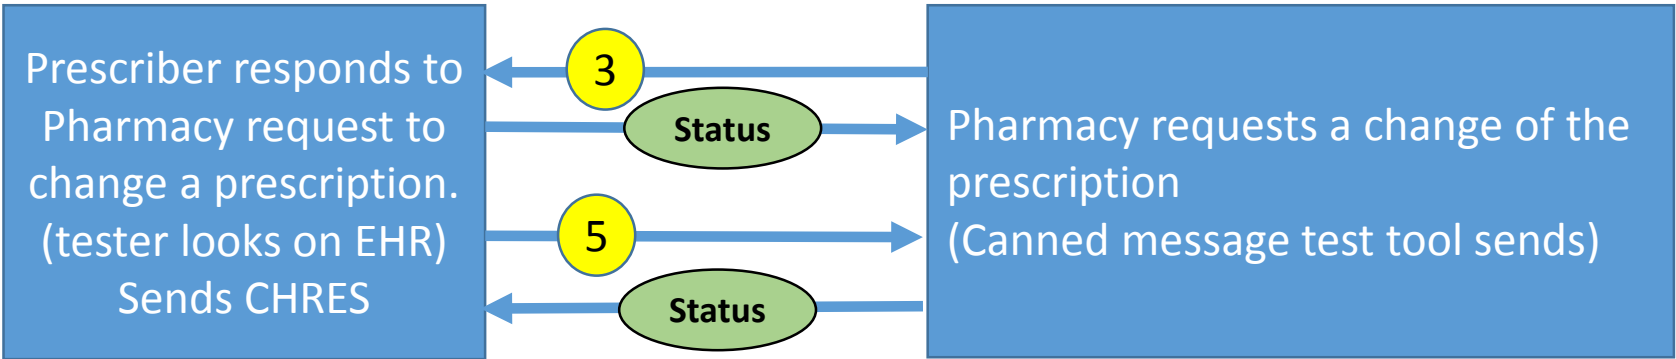 Prescriber responds to
Pharmacy request to
change a prescription.
(tester looks on EHR)
Sends CHRES
3
Status
5
Status
Pharmacy requests a change of the
prescription
(Canned message test tool sends)